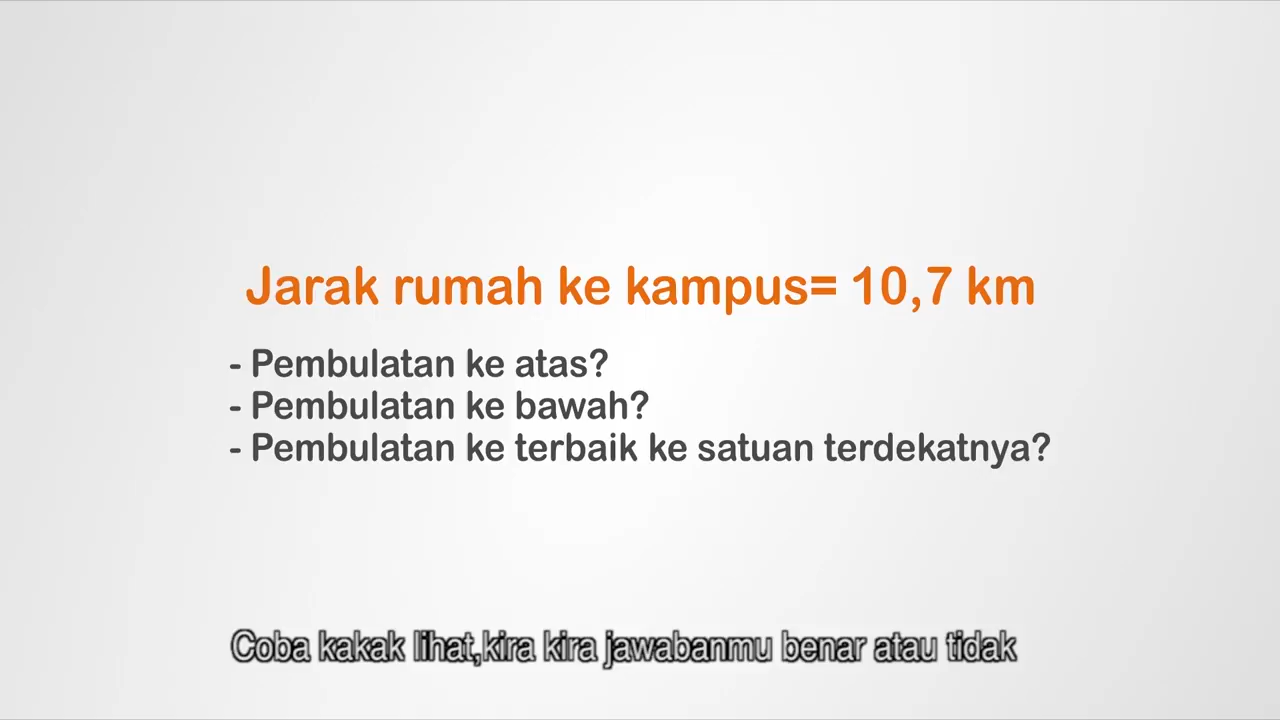 Jarak rumah ke kampus= 10,7 km
- Pembulatan ke atas?
- Pembulatan ke bawah?
- Pembulatan ke terbaik ke satuan terdekatnya?
Coba kakak lihat,kira kira jawabanmu benar atau tidak